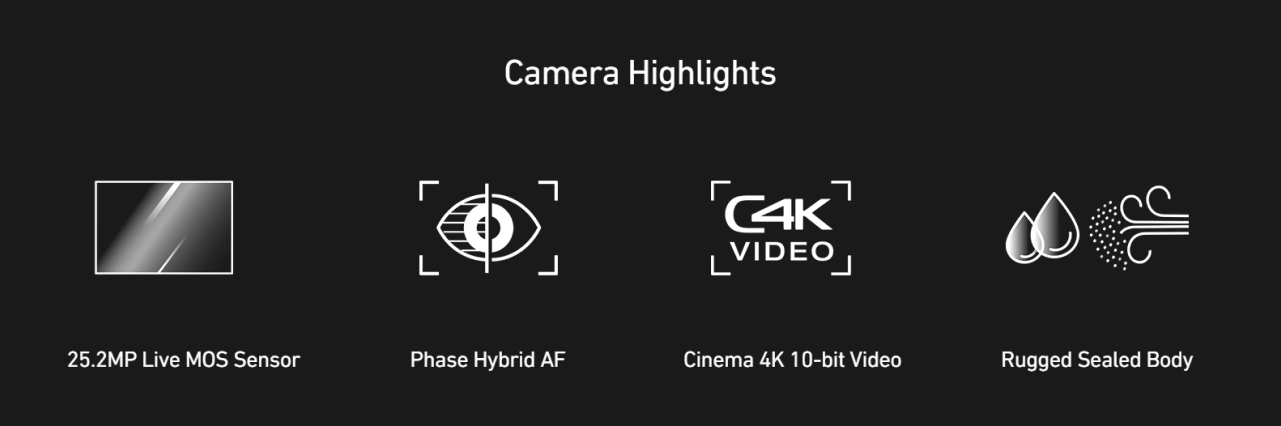 Camera Highlights
C4K
VIDEO
25.2MP Live MOS Sensor
Phase Hybrid AF
Cinema 4K 10-bit Video
Rugged Sealed Body